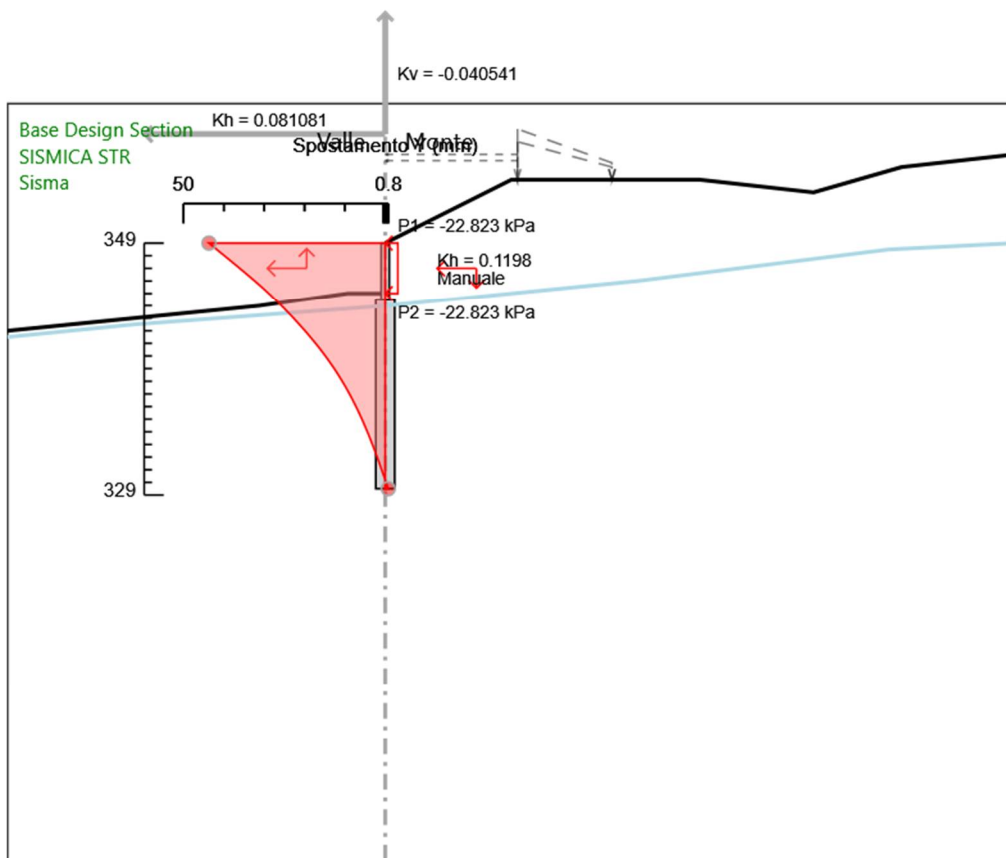 Kv = -0.040541
Kh = 0.081081
Base Design Section
Valle Monte
Spostamento Y (mm)
SISMICA STR
Sisma
50
0.8
P1 = -22.823 kPa
349
Kh = 0.1198
Manuale
P2 = -22.823 kPa
329